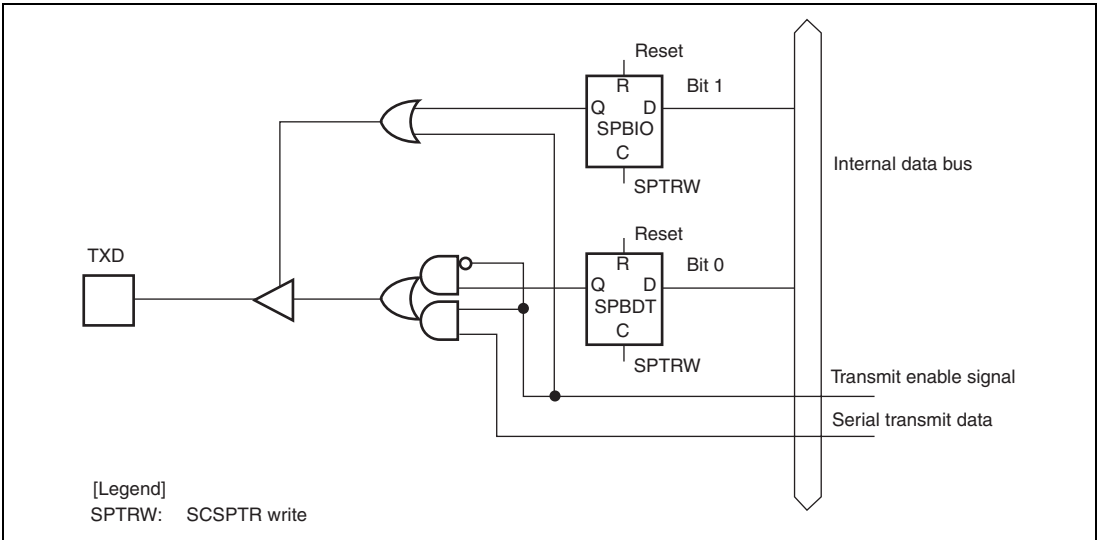 Reset
R
Bit 1
Q D
SPBIO
C
SPTRW
Internal data bus
Reset
TXD
R
Bit 0
Q D
SPBDT
C
SPTRW
Transmit enable signal
Serial transmit data
[Legend]
SPTRW: SCSPTR write